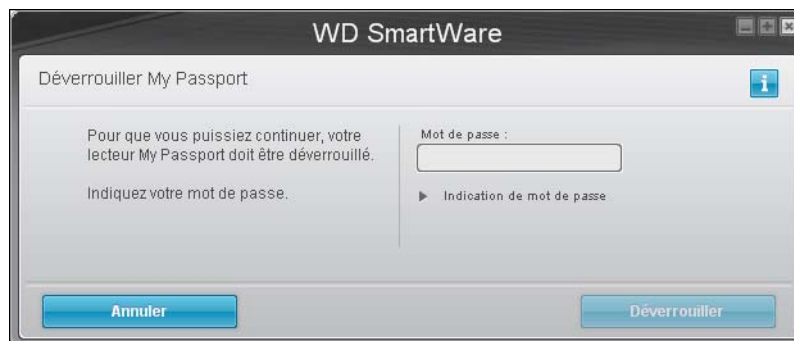 WD SmartWare
Déverrouiller My Passport
i
Pour que vous puissiez continuer, votre
lecteur My Passport doit être déverrouillé.
Indiquez votre mot de passe.
Mot de passe :
Indication de mot de passe
Annuler
Déverrouiller